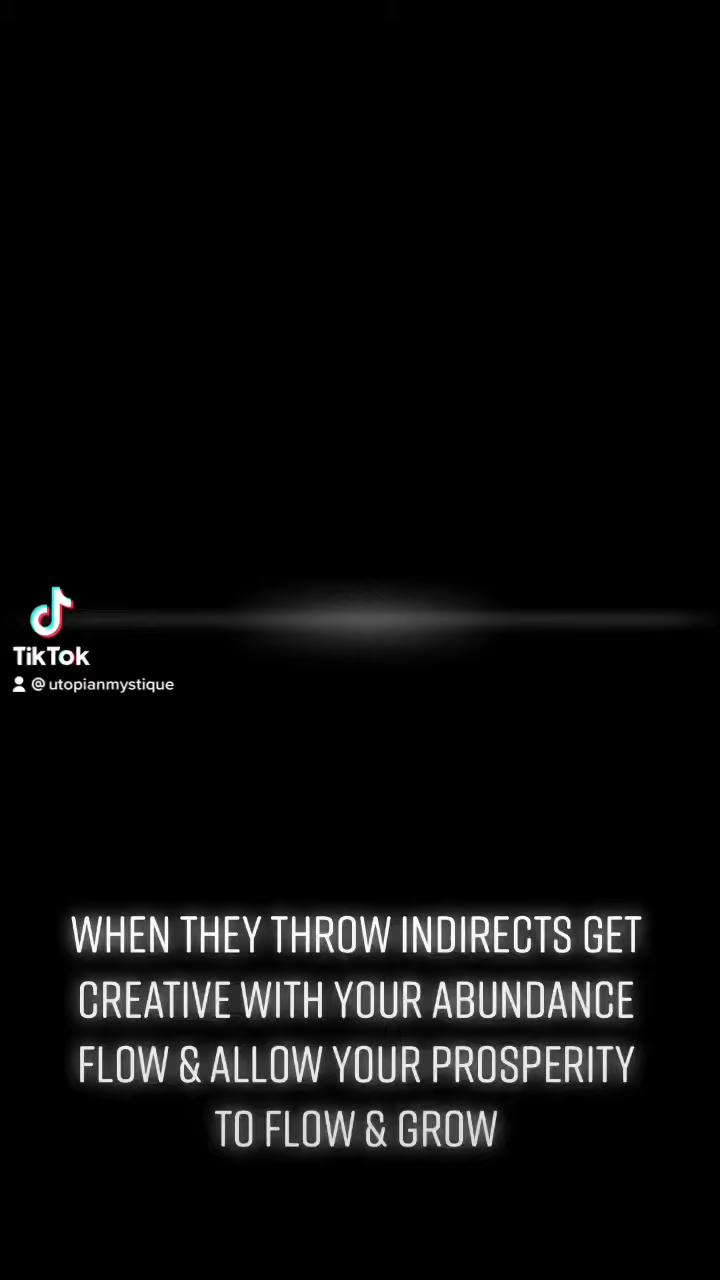 TikTok
@utopianmystique
WHEN THEY THROW INDIRECTS GET
CREATIVE WITH YOUR ABUNDANCE
FLOW & ALLOW YOUR PROSPERITY
TO FLOW & GROW